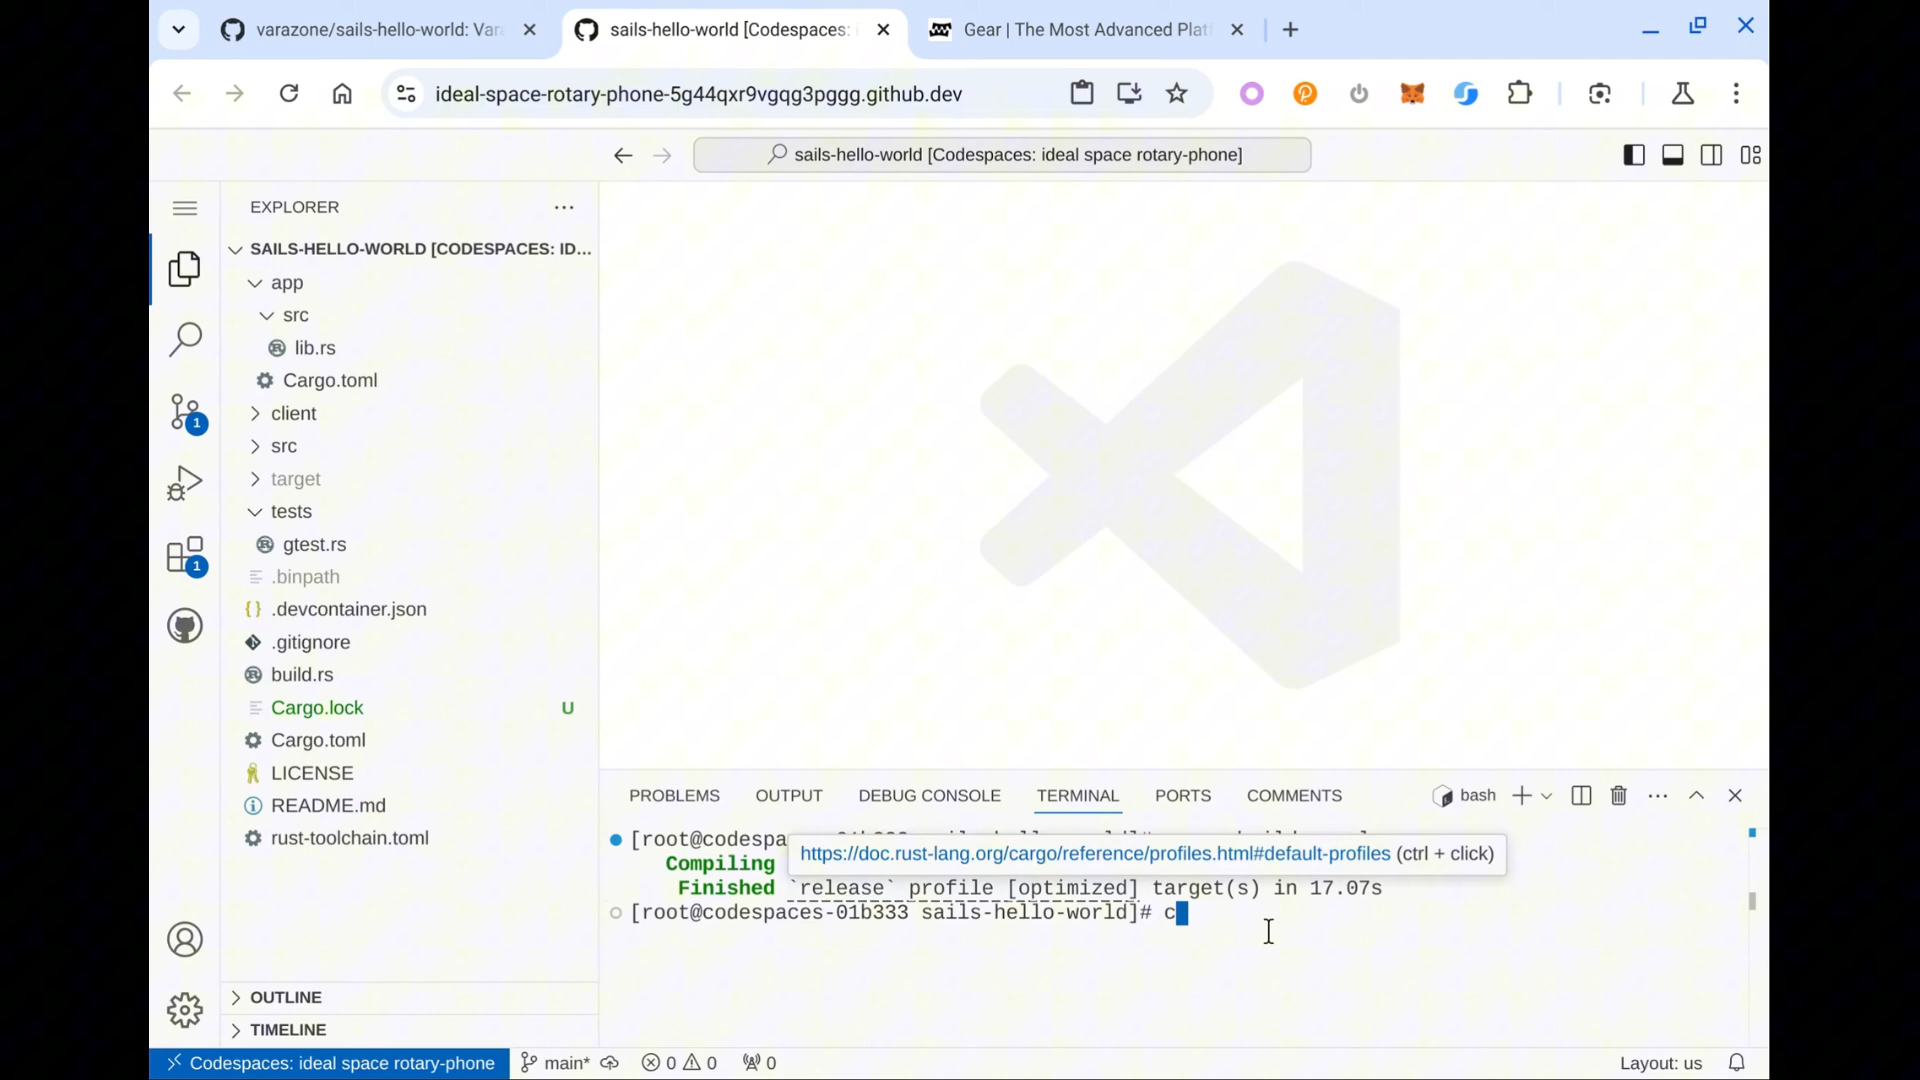 varazone/sails-hello-world: Vara
sails-hello-world [Codespaces: i
Gear | The Most Advanced Platf
ideal-space-rotary-phone-5g44qxr9vgqg3pggg.github.dev
sails-hello-world [Codespaces: ideal space rotary-phone]
EXPLORER
SAILS-HELLO-WORLD [CODESPACES: ID...
app
src
lib.rs
Cargo.toml
client
src
target
tests
gtest.rs
.binpath
.devcontainer.json
.gitignore
build.rs
Cargo.lock U
Cargo.toml
LICENSE
README.md
rust-toolchain.toml
OUTLINE
TIMELINE
1
1
PROBLEMS OUTPUT DEBUG CONSOLE TERMINAL PORTS COMMENTS bash
[root@codespa
https://doc.rust-lang.org/cargo/reference/profiles.html#default-profiles (ctrl + click)
Compiling
Finished `release` profile [optimized] target(s) in 17.07s
[root@codespaces-01b333 sails-hello-world]# c
Codespaces: ideal space rotary-phone main* 0 0 0 Layout: us